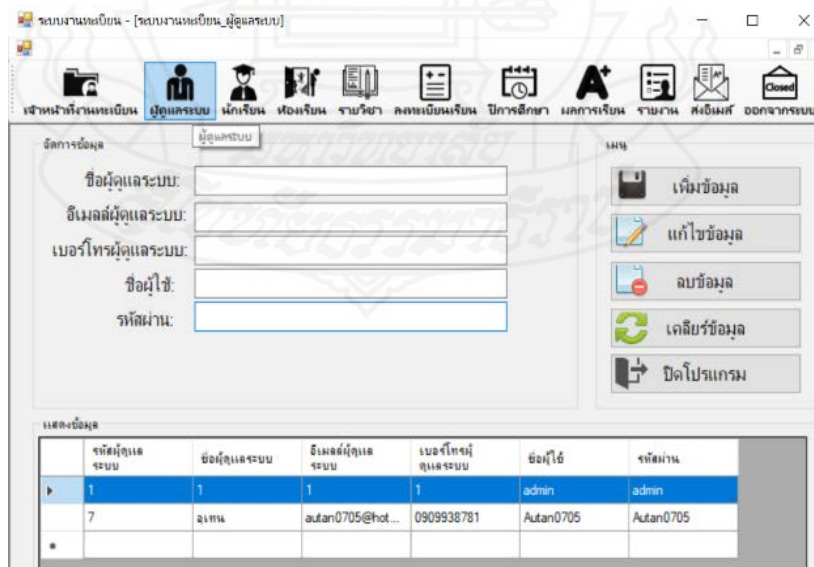 ระบบงานทะเบียน - [ระบบงานทะเบียน_ผู้ดูแลระบบ]
เจ้าหน้าที่งานทะเบียน ผู้ดูแลระบบ นักเรียน ห้องเรียน รายวิชา ลงทะเบียนเรียน ปีการศึกษา ผลการเรียน รายงาน ส่งอีเมล์ ออกจากระบบ
Closed
ผู้ดูแลระบบ
จัดการข้อมูล
ชื่อผู้ดูแลระบบ:
อีเมลล์ผู้ดูแลระบบ:
เบอร์โทรผู้ดูแลระบบ:
ชื่อผู้ใช้:
รหัสผ่าน:
เมนู
เพิ่มข้อมูล
แก้ไขข้อมูล
ลบข้อมูล
เคลียร์ข้อมูล
ปิดโปรแกรม
แสดงข้อมูล
รหัสผู้ดูแลระบบ ชื่อผู้ดูแลระบบ อีเมลล์ผู้ดูแลระบบ เบอร์โทรผู้ดูแลระบบ ชื่อผู้ใช้ รหัสผ่าน
1 1 1 1 admin admin
7 อุเทน autan0705@hot... 0909938781 Autan0705 Autan0705